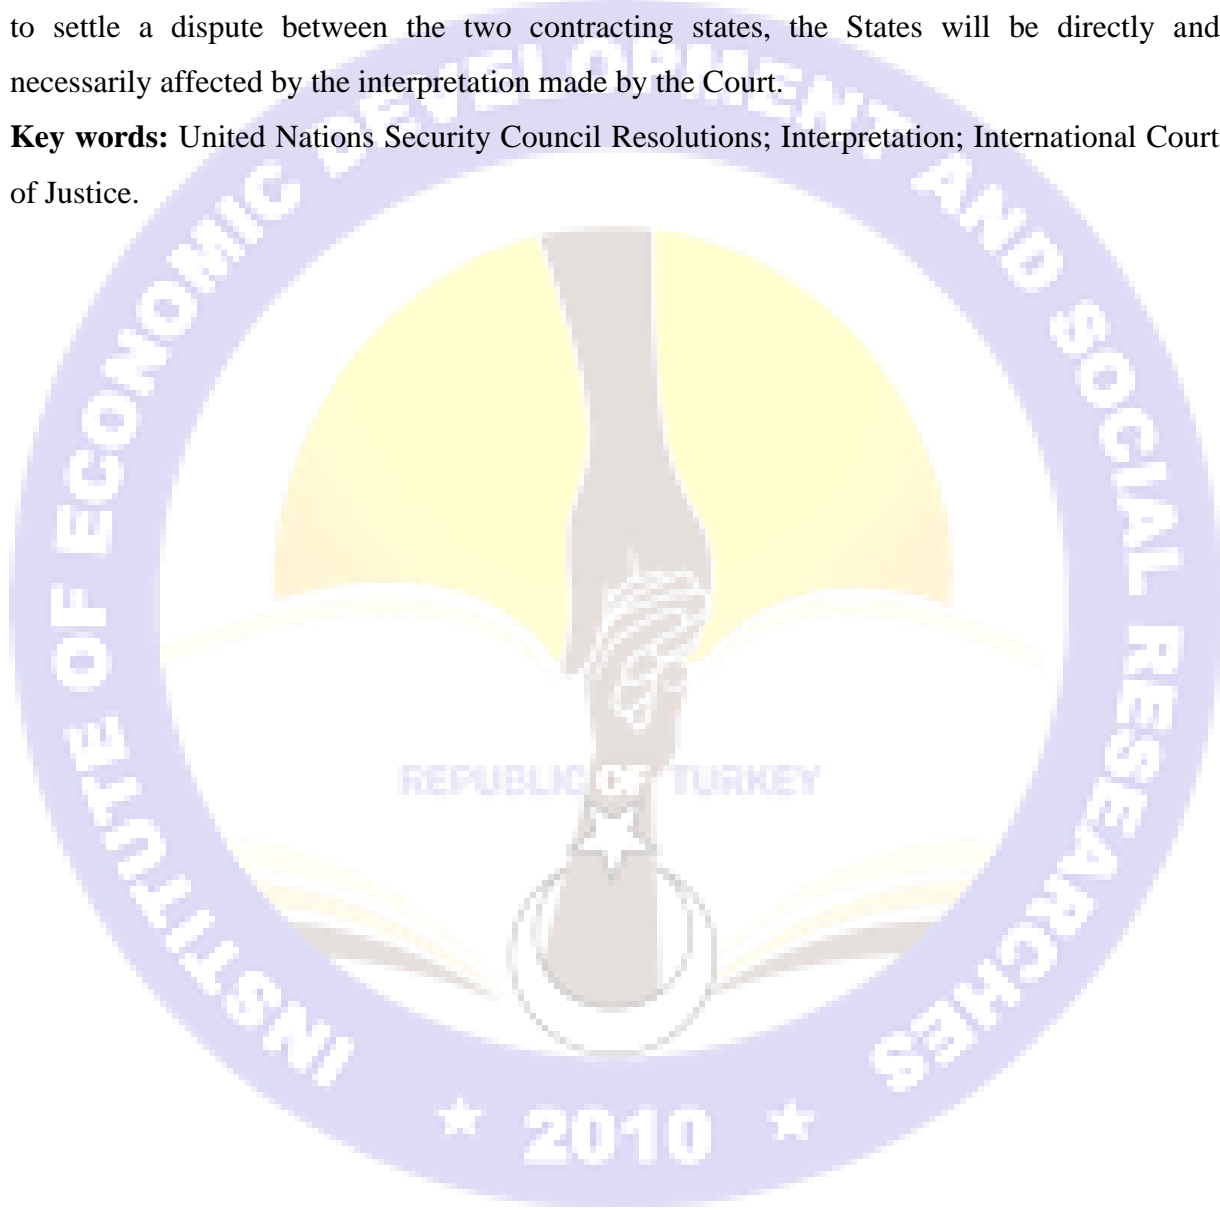 to settle a dispute between the two contracting states, the States will be directly and
necessarily affected by the interpretation made by the Court.
Key words: United Nations Security Council Resolutions; Interpretation; International Court
of Justice.
INSTITUTE OF ECONOMIC DEVELOPMENT AND SOCIAL RESEARCHES
REPUBLIC OF TURKEY
★ 2010 ★